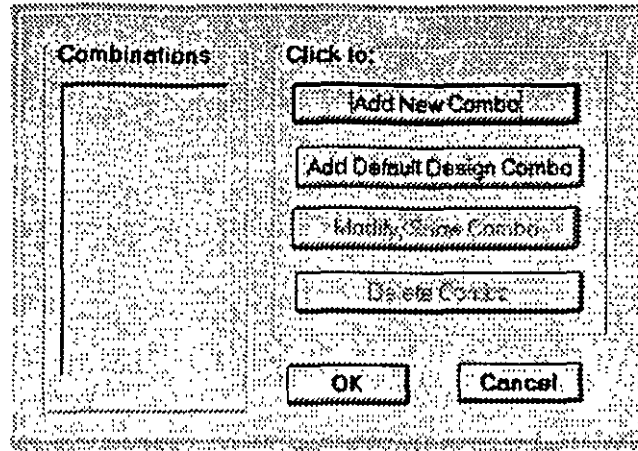 Combinations
Click to:
Add New Combo
Add Default Design Combo
Modify/Show Combo
Delete Combo
OK
Cancel